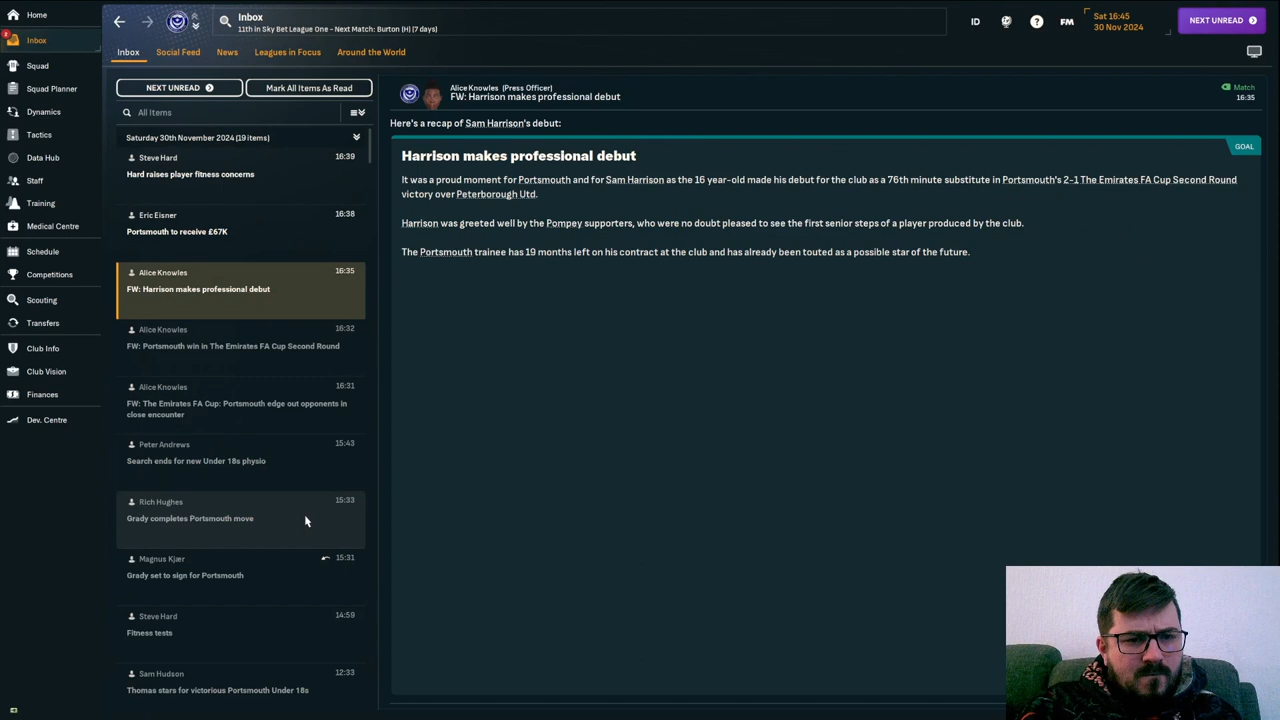 Home
Inbox
Squad
Squad Planner
Dynamics
Tactics
Data Hub
Staff
Training
Medical Centre
Schedule
Competitions
Scouting
Transfers
Club Info
Club Vision
Finances
Dev. Centre
2
Inbox
11th in Sky Bet League One - Next Match: Burton (H) (7 days)
ID
?
FM
Sat 16:45
30 Nov 2024
NEXT UNREAD
Inbox
Social Feed
News
Leagues in Focus
Around the World
NEXT UNREAD
Mark All Items As Read
All Items
Saturday 30th November 2024 (19 items)
Steve Hard 16:39
Hard raises player fitness concerns
Eric Eisner 16:38
Portsmouth to receive £67K
Alice Knowles 16:35
FW: Harrison makes professional debut
Alice Knowles 16:32
FW: Portsmouth win in The Emirates FA Cup Second Round
Alice Knowles 16:31
FW: The Emirates FA Cup: Portsmouth edge out opponents in
close encounter
Peter Andrews 15:43
Search ends for new Under 18s physio
Rich Hughes 15:33
Grady completes Portsmouth move
Magnus Kjær 15:31
Grady set to sign for Portsmouth
Steve Hard 14:59
Fitness tests
Sam Hudson 12:33
Thomas stars for victorious Portsmouth Under 18s
Alice Knowles (Press Officer)
FW: Harrison makes professional debut
Match
16:35
Here's a recap of Sam Harrison's debut:
GOAL
Harrison makes professional debut
It was a proud moment for Portsmouth and for Sam Harrison as the 16 year-old made his debut for the club as a 76th minute substitute in Portsmouth's 2-1 The Emirates FA Cup Second Round
victory over Peterborough Utd.
Harrison was greeted well by the Pompey supporters, who were no doubt pleased to see the first senior steps of a player produced by the club.
The Portsmouth trainee has 19 months left on his contract at the club and has already been touted as a possible star of the future.